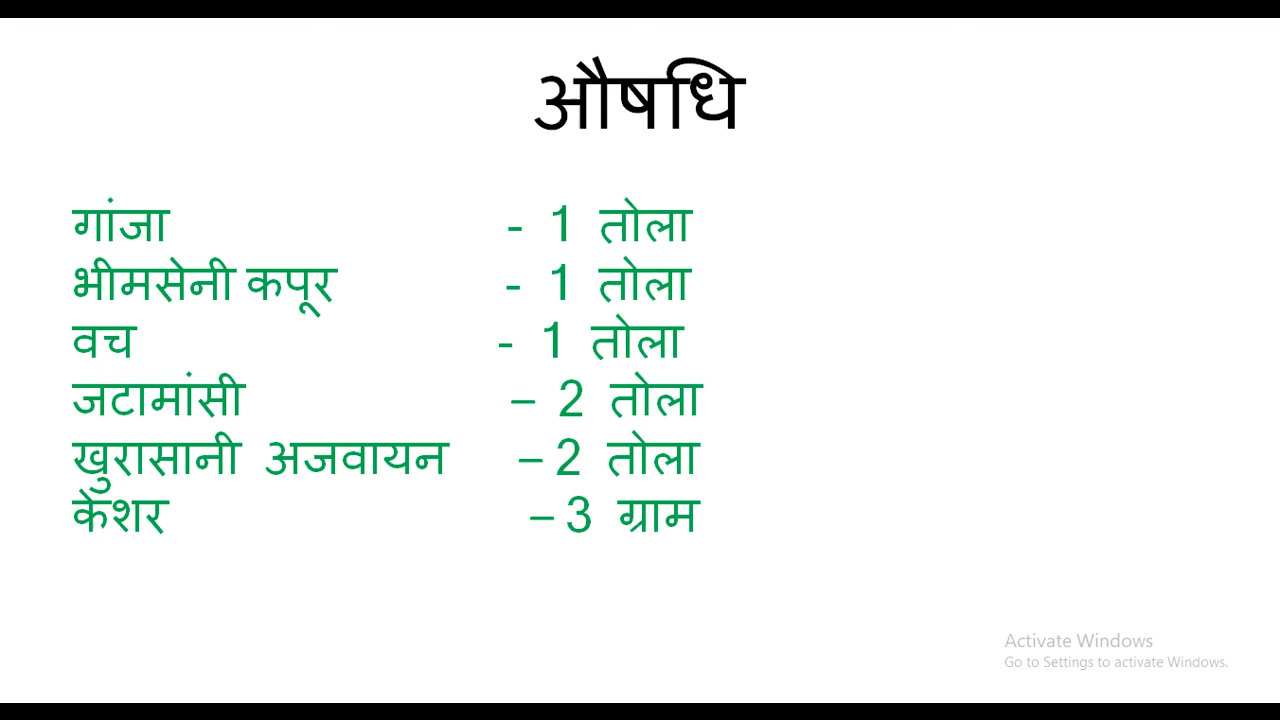 औषधि
गांजा - 1 तोला
भीमसेनी कपूर - 1 तोला
वच - 1 तोला
जटामांसी – 2 तोला
खुरासानी अजवायन – 2 तोला
केशर – 3 ग्राम
Activate Windows
Go to Settings to activate Windows.